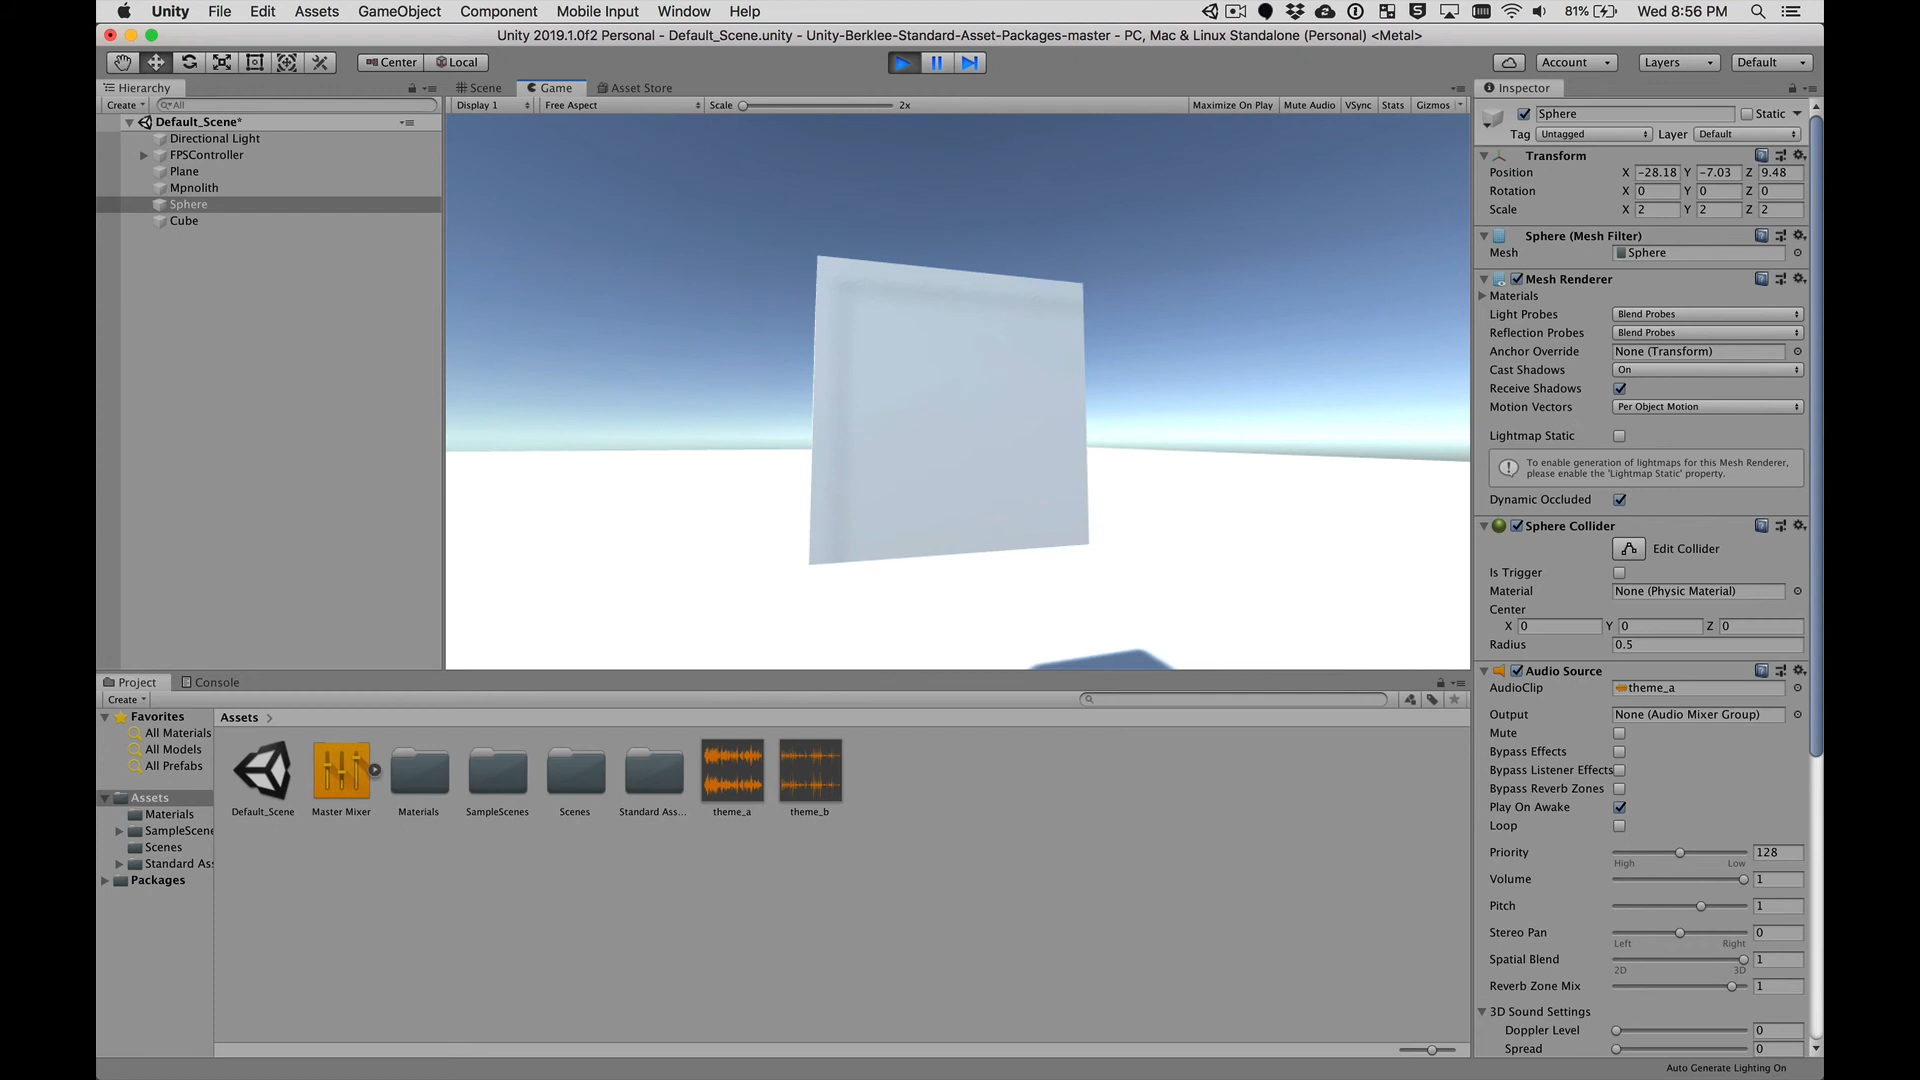 Unity File Edit Assets GameObject Component Mobile Input Window Help 81% Wed 8:56 PM
Unity 2019.1.0f2 Personal - Default_Scene.unity - Unity-Berklee-Standard-Asset-Packages-master - PC, Mac & Linux Standalone (Personal) <Metal>
Center Local Account Layers Default
Hierarchy
Create All
Default_Scene*
Directional Light
FPSController
Plane
Mpnolith
Sphere
Cube
Scene Game Asset Store
Display 1 Free Aspect Scale 2x Maximize On Play Mute Audio VSync Stats Gizmos
Inspector
Sphere Static
Tag Untagged Layer Default
Transform
Position X -28.18 Y -7.03 Z 9.48
Rotation X 0 Y 0 Z 0
Scale X 2 Y 2 Z 2
Sphere (Mesh Filter)
Mesh Sphere
Mesh Renderer
Materials
Light Probes Blend Probes
Reflection Probes Blend Probes
Anchor Override None (Transform)
Cast Shadows On
Receive Shadows
Motion Vectors Per Object Motion
Lightmap Static
To enable generation of lightmaps for this Mesh Renderer,
please enable the 'Lightmap Static' property.
Dynamic Occluded
Sphere Collider
Edit Collider
Is Trigger
Material None (Physic Material)
Center
X 0 Y 0 Z 0
Radius 0.5
Audio Source
AudioClip theme_a
Output None (Audio Mixer Group)
Mute
Bypass Effects
Bypass Listener Effects
Bypass Reverb Zones
Play On Awake
Loop
Priority 128
High Low
Volume 1
Pitch 1
Stereo Pan 0
Left Right
Spatial Blend 1
2D 3D
Reverb Zone Mix 1
3D Sound Settings
Doppler Level 0
Spread 0
Project Console
Create
Favorites
All Materials
All Models
All Prefabs
Assets
Materials
SampleScene
Scenes
Standard Ass
Packages
Assets
Default_Scene Master Mixer Materials SampleScenes Scenes Standard Ass... theme_a theme_b
Auto Generate Lighting On